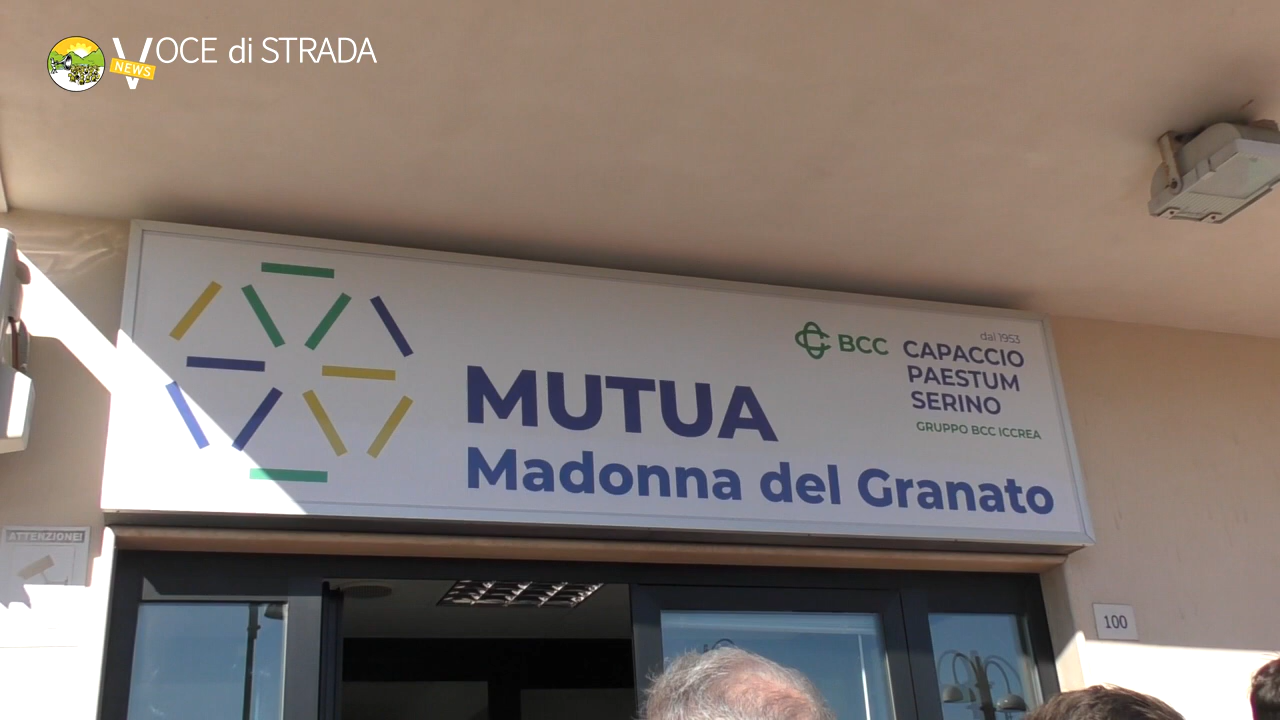 VOCE di STRADA
NEWS
dal 1953
BCC CAPACCIO
PAESTUM
SERINO
GRUPPO BCC ICCREA
MUTUA
Madonna del Granato
ATTENZIONE!
100